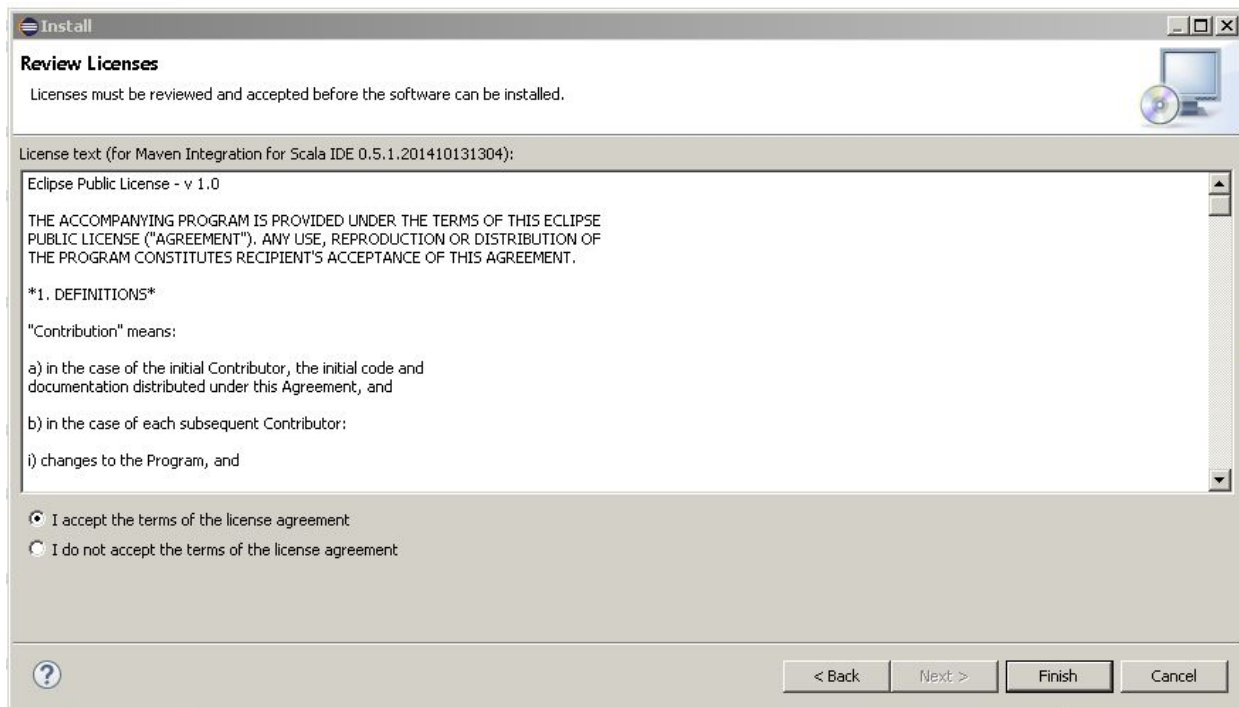 Install
Review Licenses
Licenses must be reviewed and accepted before the software can be installed.
License text (for Maven Integration for Scala IDE 0.5.1.201410131304):
Eclipse Public License - v 1.0
THE ACCOMPANYING PROGRAM IS PROVIDED UNDER THE TERMS OF THIS ECLIPSE
PUBLIC LICENSE ("AGREEMENT"). ANY USE, REPRODUCTION OR DISTRIBUTION OF
THE PROGRAM CONSTITUTES RECIPIENT'S ACCEPTANCE OF THIS AGREEMENT.
*1. DEFINITIONS*
"Contribution" means:
a) in the case of the initial Contributor, the initial code and
documentation distributed under this Agreement, and
b) in the case of each subsequent Contributor:
i) changes to the Program, and
I accept the terms of the license agreement
I do not accept the terms of the license agreement
? < Back Next > Finish Cancel